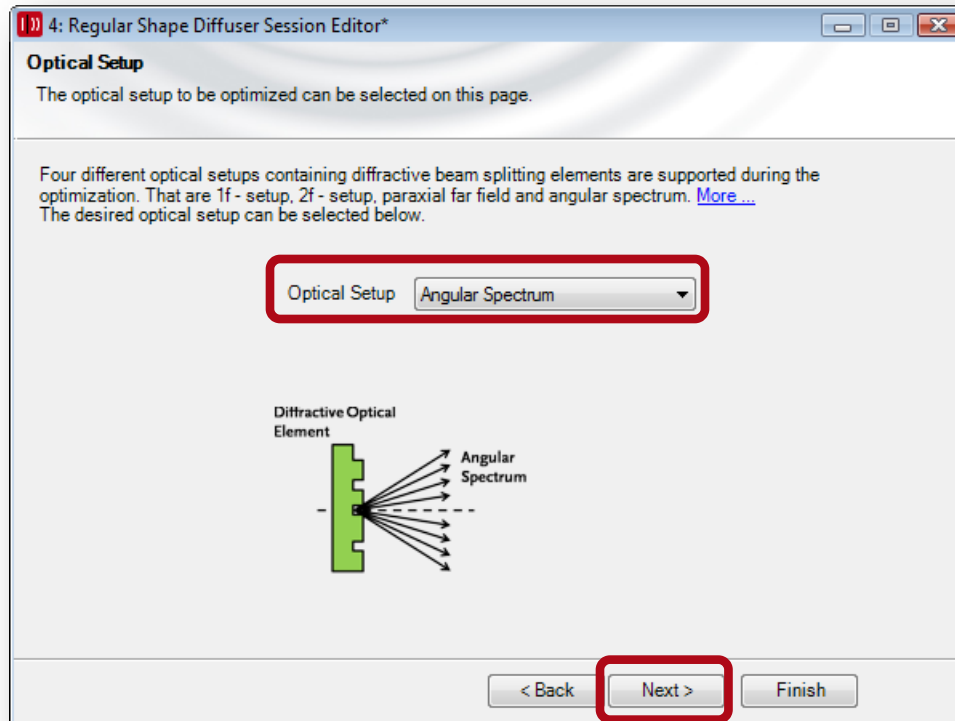 4: Regular Shape Diffuser Session Editor*
Optical Setup
The optical setup to be optimized can be selected on this page.
Four different optical setups containing diffractive beam splitting elements are supported during the
optimization. That are 1f - setup, 2f - setup, paraxial far field and angular spectrum. More ...
The desired optical setup can be selected below.
Optical Setup Angular Spectrum
Diffractive Optical
Element
Angular
Spectrum
< Back Next > Finish